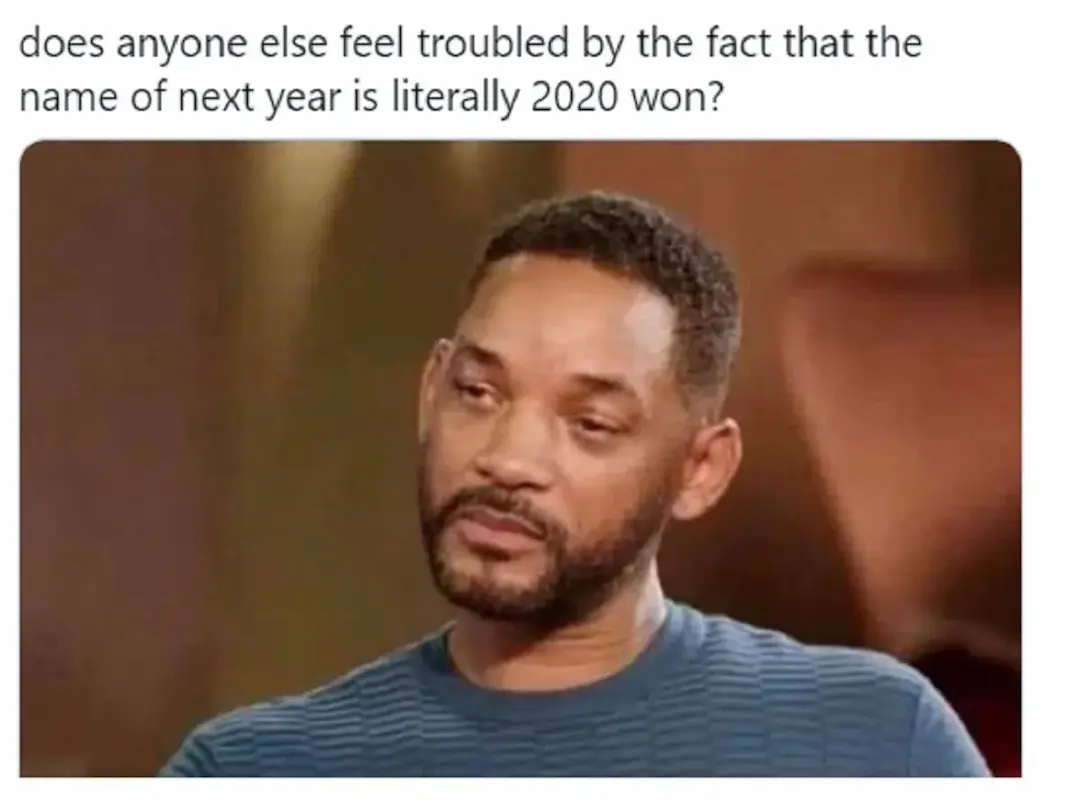 does anyone else feel troubled by the fact that the
name of next year is literally 2020 won?